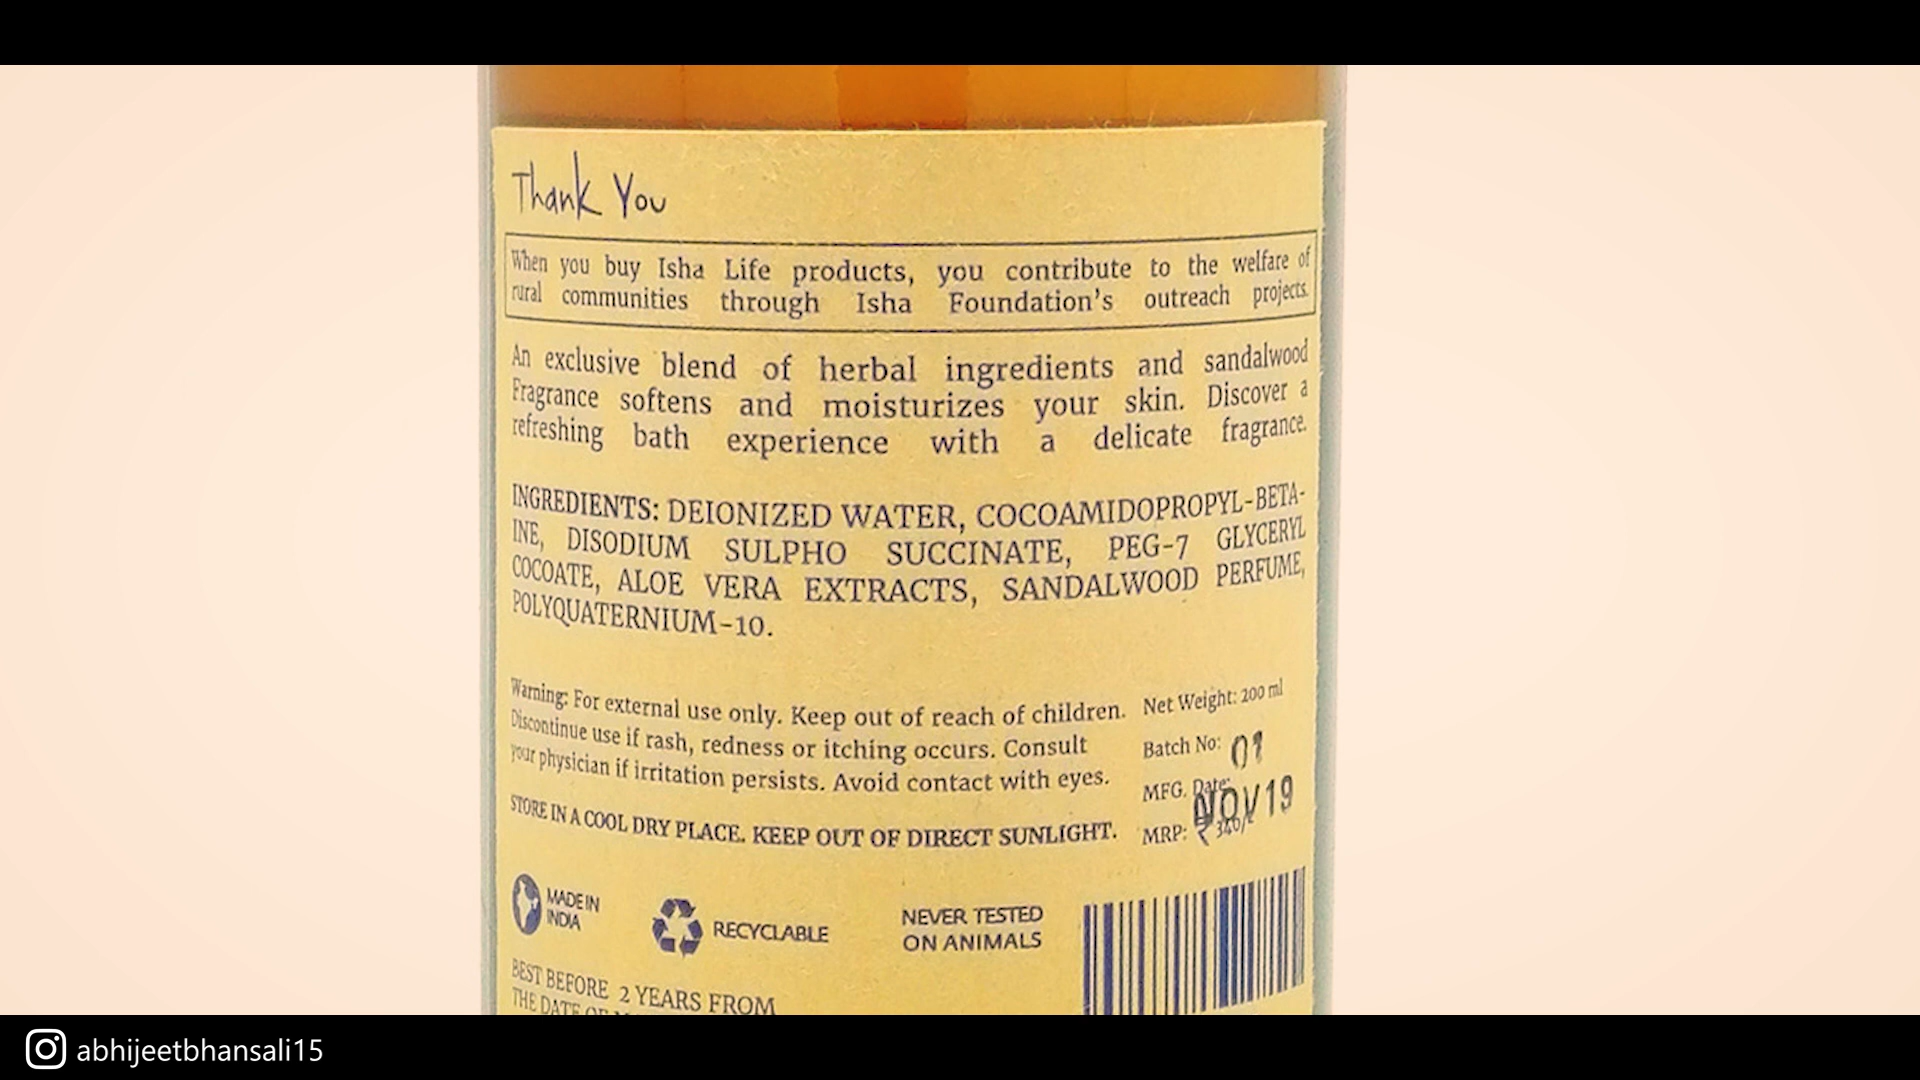 Thank You
When you buy Isha Life products, you contribute to the welfare of
rural communities through Isha Foundation's outreach projects.
An exclusive blend of herbal ingredients and sandalwood
Fragrance softens and moisturizes your skin. Discover a
refreshing bath experience with a delicate fragrance.
INGREDIENTS: DEIONIZED WATER, COCOAMIDOPROPYL-BETA-
INE, DISODIUM SULPHO SUCCINATE, PEG-7 GLYCERYL
COCOATE, ALOE VERA EXTRACTS, SANDALWOOD PERFUME,
POLYQUATERNIUM-10.
Warning: For external use only. Keep out of reach of children.
Discontinue use if rash, redness or itching occurs. Consult
your physician if irritation persists. Avoid contact with eyes.
STORE IN A COOL DRY PLACE. KEEP OUT OF DIRECT SUNLIGHT.
Net Weight: 200 ml
Batch No:
MFG. Date: NOV 19
MRP: ₹ 340/-
MADE IN
INDIA
RECYCLABLE
NEVER TESTED
ON ANIMALS
BEST BEFORE 2 YEARS FROM
THE DATE OF
abhijeetbhansali15